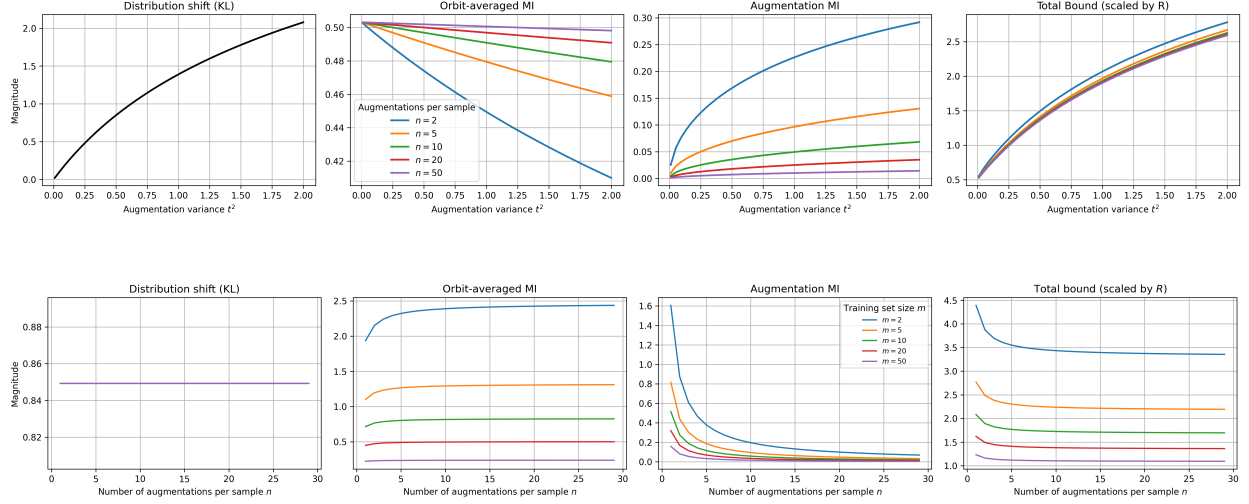 Distribution shift (KL)
Magnitude
2.0
1.5
1.0
0.5
0.0
0.00 0.25 0.50 0.75 1.00 1.25 1.50 1.75 2.00
Augmentation variance t²
Orbit-averaged MI
0.50
0.48
0.46
0.44
0.42
Augmentations per sample
n = 2
n = 5
n = 10
n = 20
n = 50
0.00 0.25 0.50 0.75 1.00 1.25 1.50 1.75 2.00
Augmentation variance t²
Augmentation MI
0.30
0.25
0.20
0.15
0.10
0.05
0.00
0.00 0.25 0.50 0.75 1.00 1.25 1.50 1.75 2.00
Augmentation variance t²
Total Bound (scaled by R)
2.5
2.0
1.5
1.0
0.5
0.00 0.25 0.50 0.75 1.00 1.25 1.50 1.75 2.00
Augmentation variance t²
Distribution shift (KL)
Magnitude
0.88
0.86
0.84
0.82
0 5 10 15 20 25 30
Number of augmentations per sample n
Orbit-averaged MI
2.5
2.0
1.5
1.0
0.5
0 5 10 15 20 25 30
Number of augmentations per sample n
Augmentation MI
1.6
1.4
1.2
1.0
0.8
0.6
0.4
0.2
0.0
Training set size m
m = 2
m = 5
m = 10
m = 20
m = 50
0 5 10 15 20 25 30
Number of augmentations per sample n
Total bound (scaled by R)
4.5
4.0
3.5
3.0
2.5
2.0
1.5
1.0
0 5 10 15 20 25 30
Number of augmentations per sample n